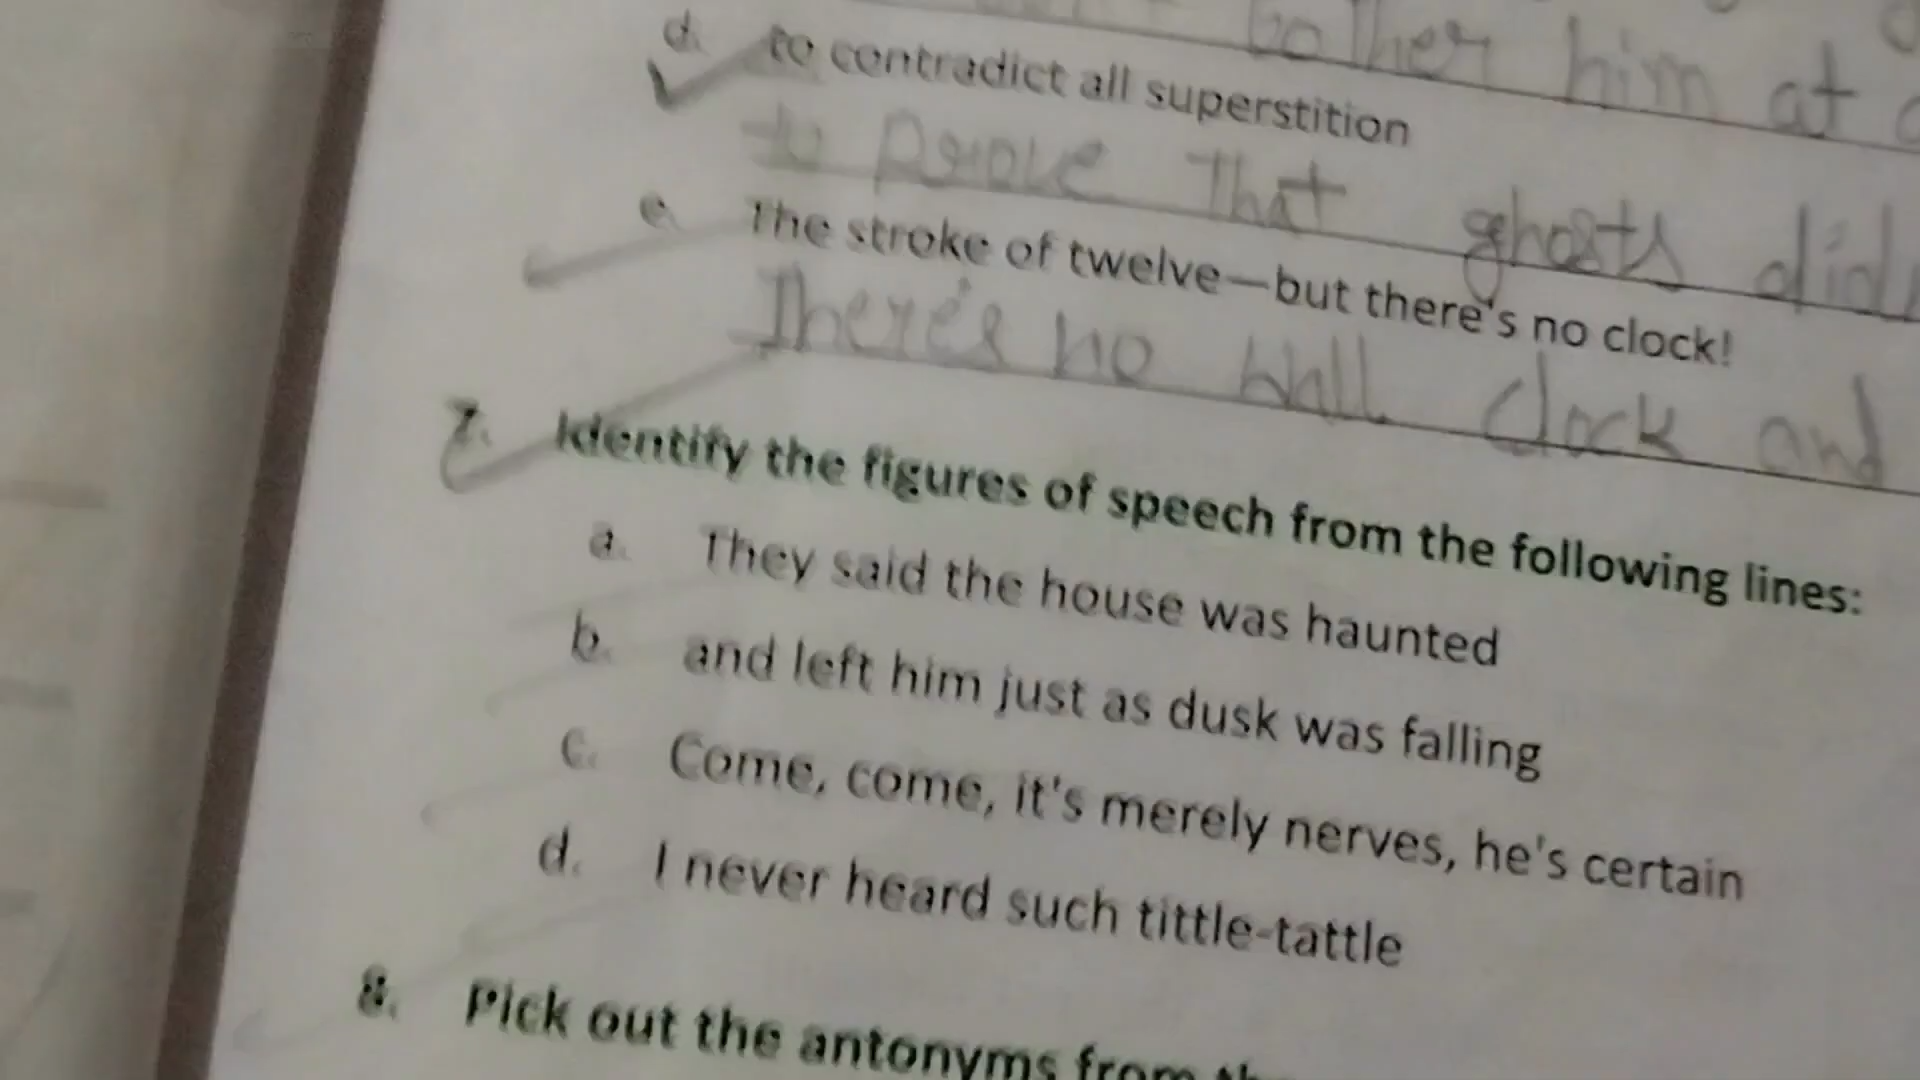 bother him at
d. to contradict all superstition
to prove that ghosts did
e. The stroke of twelve—but there's no clock!
There's no wall clock and
7. Identify the figures of speech from the following lines:
a. They said the house was haunted
b. and left him just as dusk was falling
c. Come, come, it's merely nerves, he's certain
d. I never heard such tittle-tattle
8. Pick out the antonyms from